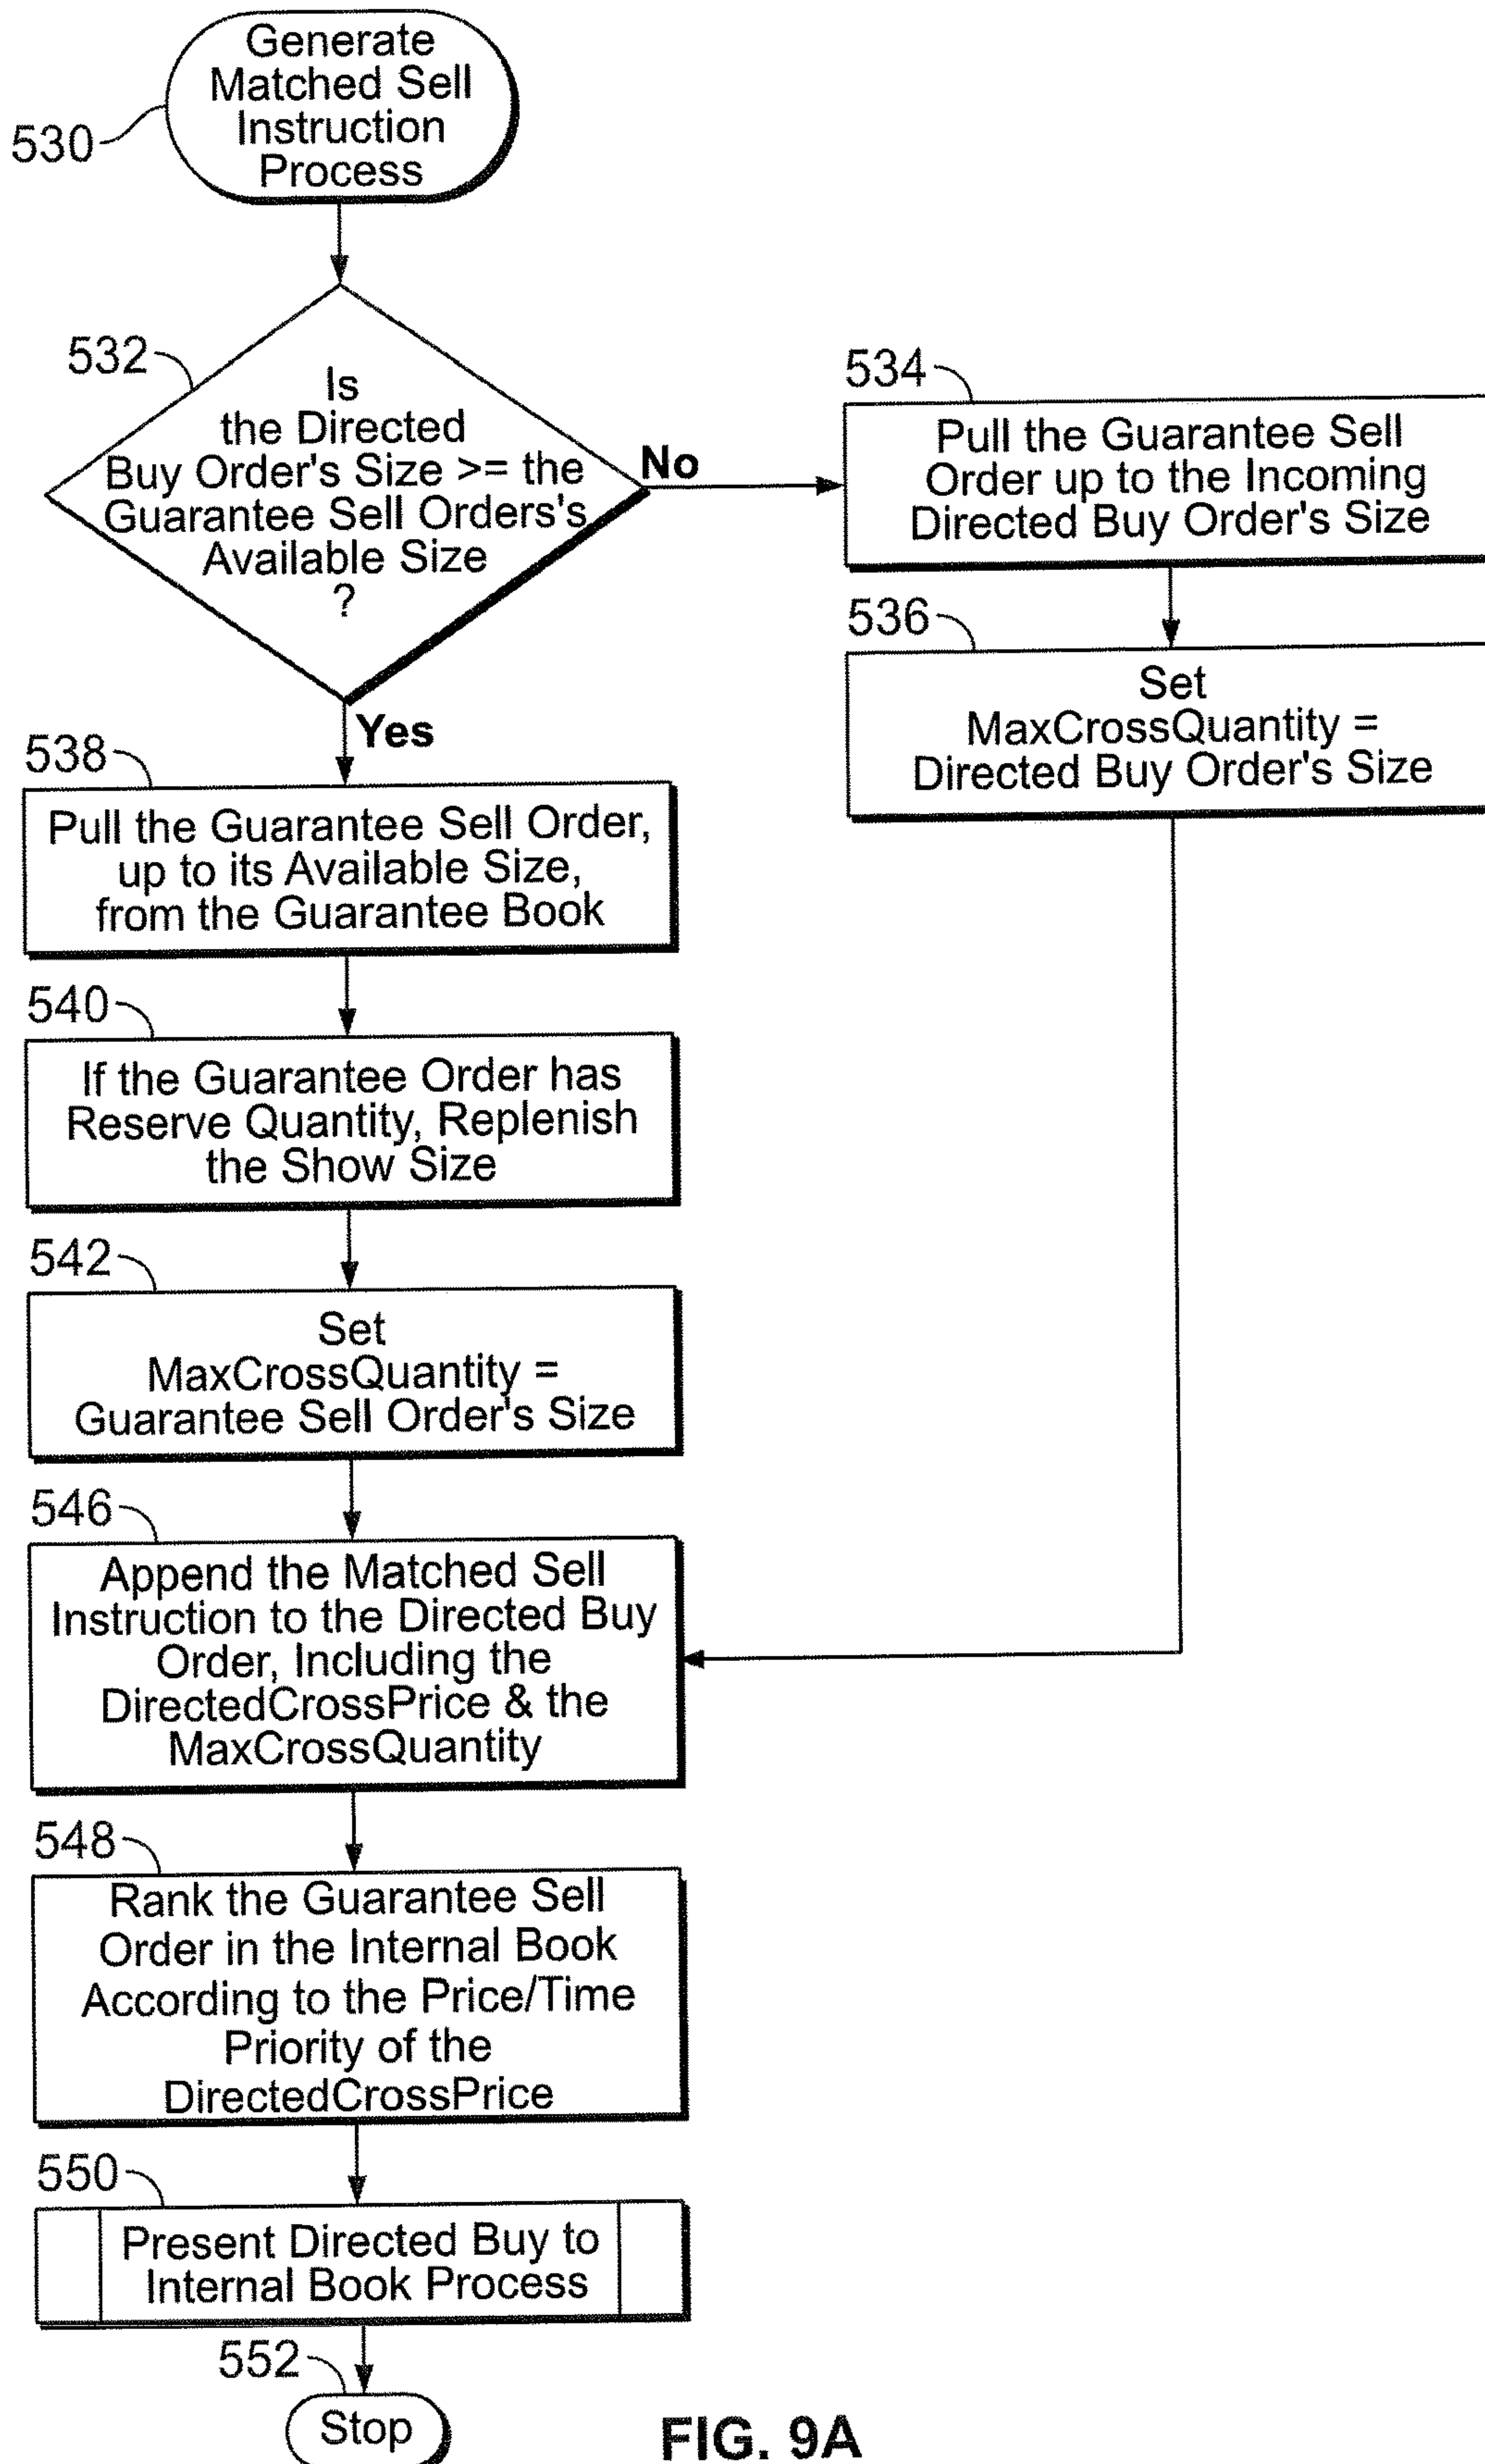 Generate
Matched Sell
Instruction
Process
530
532
Is
the Directed
Buy Order's Size >= the
Guarantee Sell Orders's
Available Size
?
No
Yes
534
Pull the Guarantee Sell
Order up to the Incoming
Directed Buy Order's Size
536
Set
MaxCrossQuantity =
Directed Buy Order's Size
538
Pull the Guarantee Sell Order,
up to its Available Size,
from the Guarantee Book
540
If the Guarantee Order has
Reserve Quantity, Replenish
the Show Size
542
Set
MaxCrossQuantity =
Guarantee Sell Order's Size
546
Append the Matched Sell
Instruction to the Directed Buy
Order, Including the
DirectedCrossPrice & the
MaxCrossQuantity
548
Rank the Guarantee Sell
Order in the Internal Book
According to the Price/Time
Priority of the
DirectedCrossPrice
550
Present Directed Buy to
Internal Book Process
552
Stop
FIG. 9A